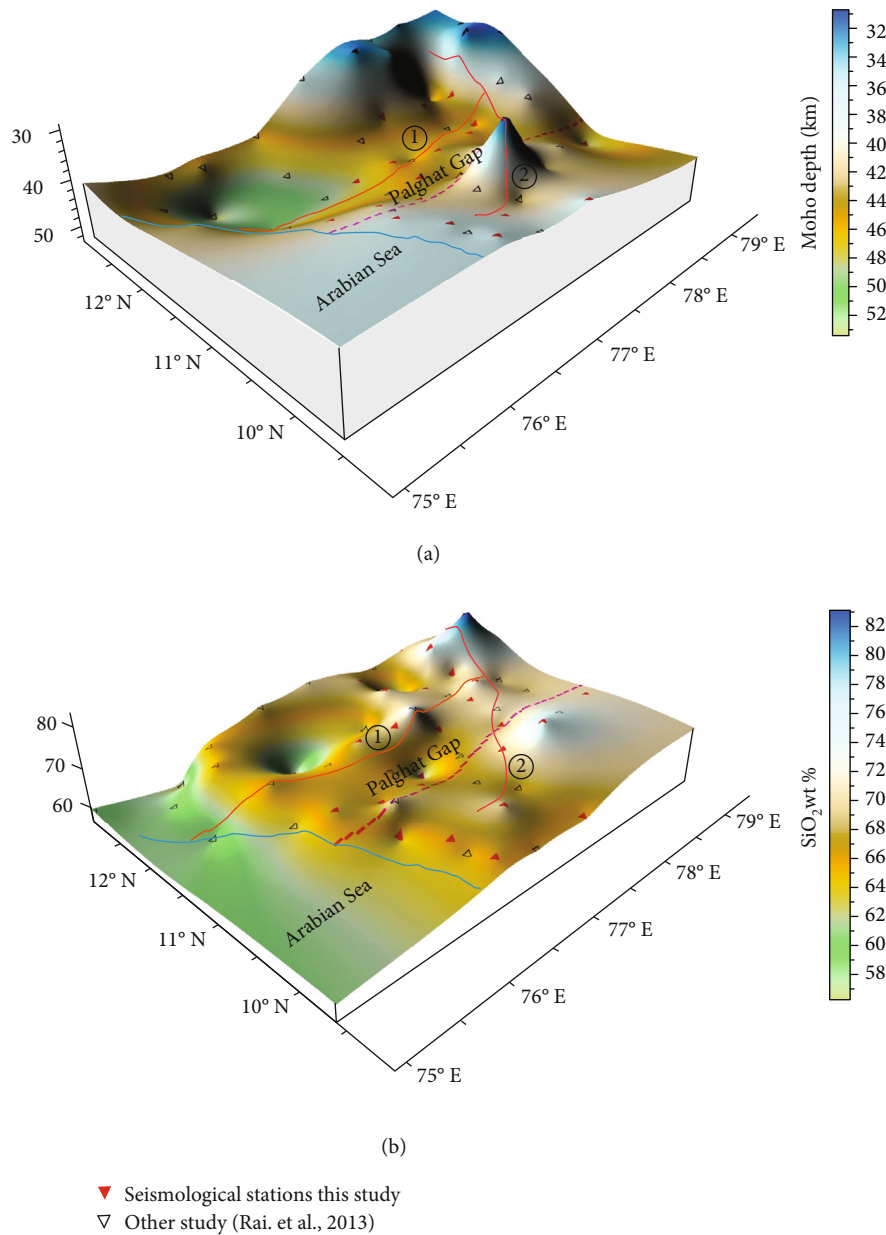 30
40
50
12° N
11° N
10° N
75° E
76° E
77° E
78° E
79° E
1
2
Palghat Gap
Arabian Sea
32
34
36
38
40
42
44
46
48
50
52
Moho depth (km)
(a)
80
70
60
12° N
11° N
10° N
75° E
76° E
77° E
78° E
79° E
1
2
Palghat Gap
Arabian Sea
82
80
78
76
74
72
70
68
66
64
62
60
58
SiO2wt %
(b)
Seismological stations this study
Other study (Rai. et al., 2013)